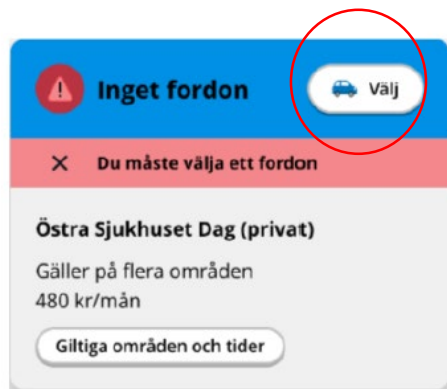 Inget fordon
Välj
Du måste välja ett fordon
Östra Sjukhuset Dag (privat)
Gäller på flera områden
480 kr/mån
Giltiga områden och tider